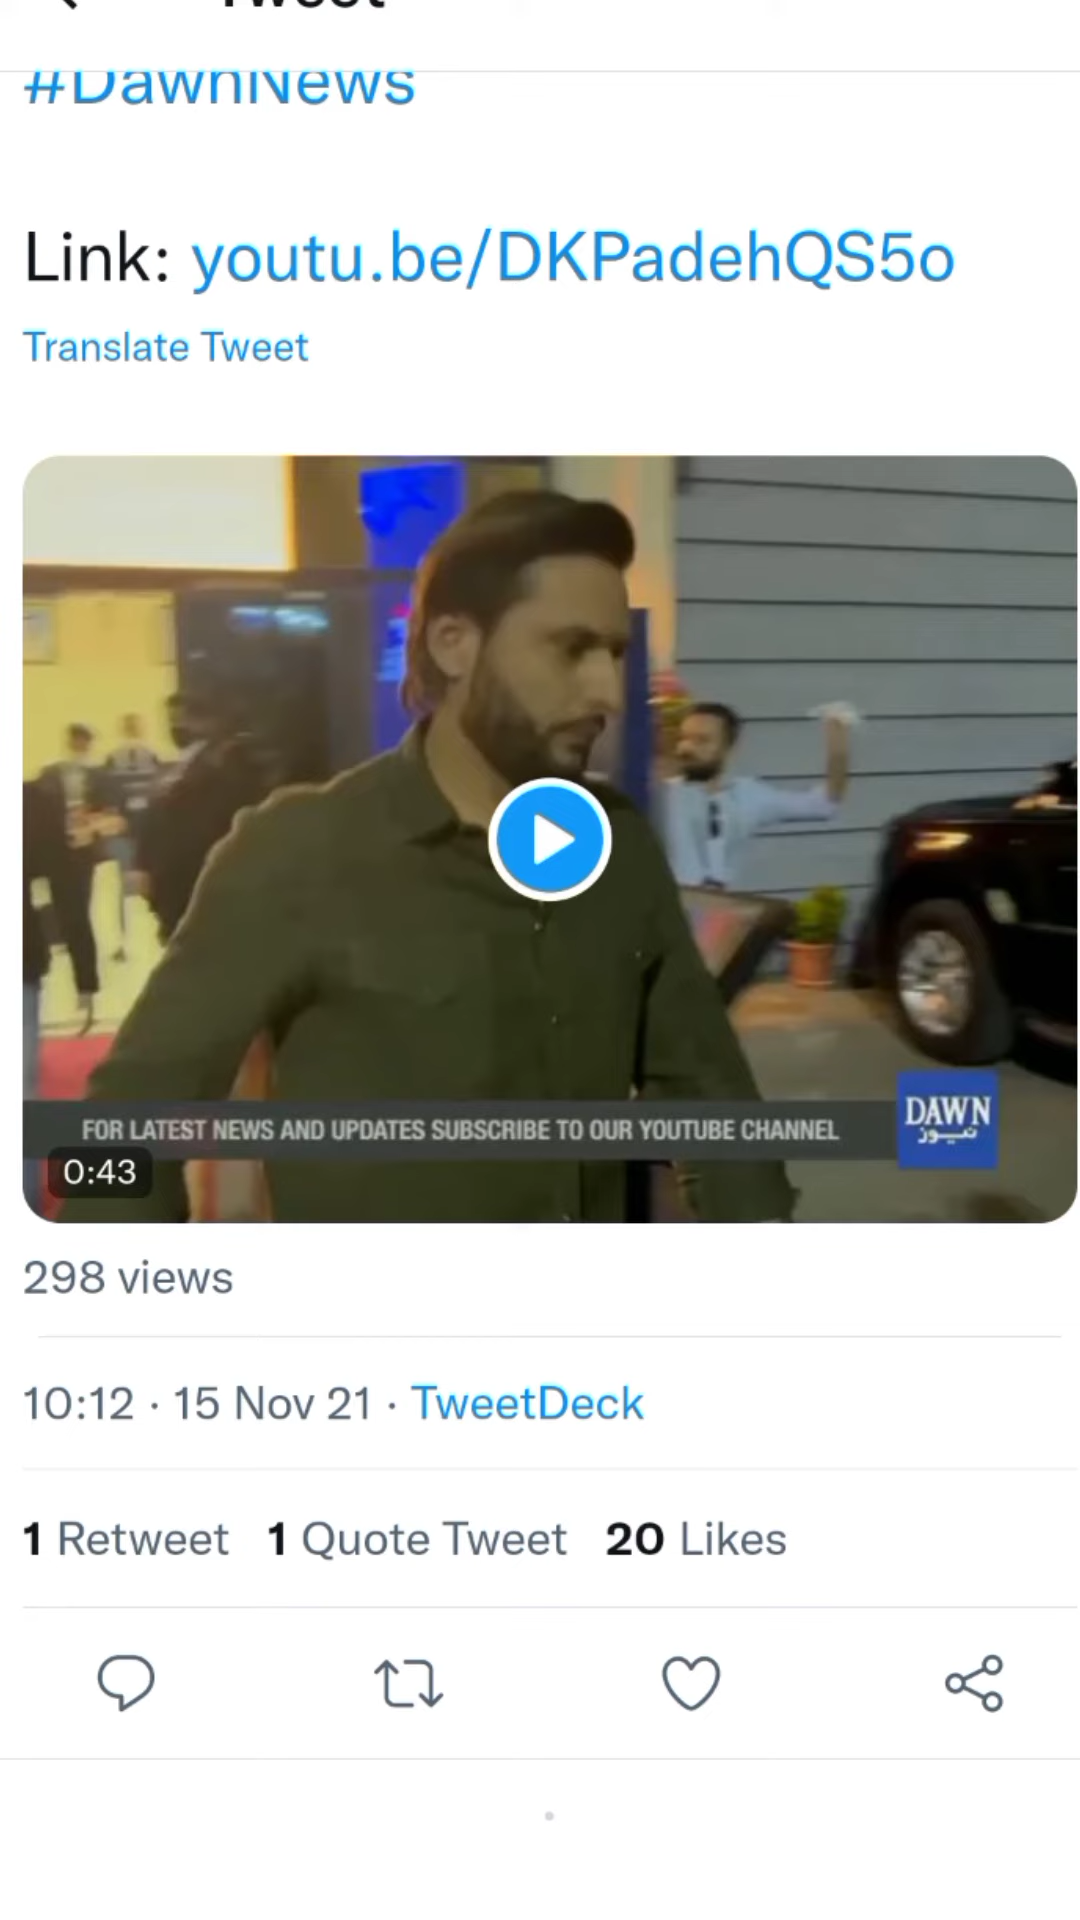 Tweet
#DawnNews
Link: youtu.be/DKPadehQS5o
Translate Tweet
FOR LATEST NEWS AND UPDATES SUBSCRIBE TO OUR YOUTUBE CHANNEL
DAWN
نیوز
0:43
298 views
10:12 · 15 Nov 21 · TweetDeck
1 Retweet 1 Quote Tweet 20 Likes